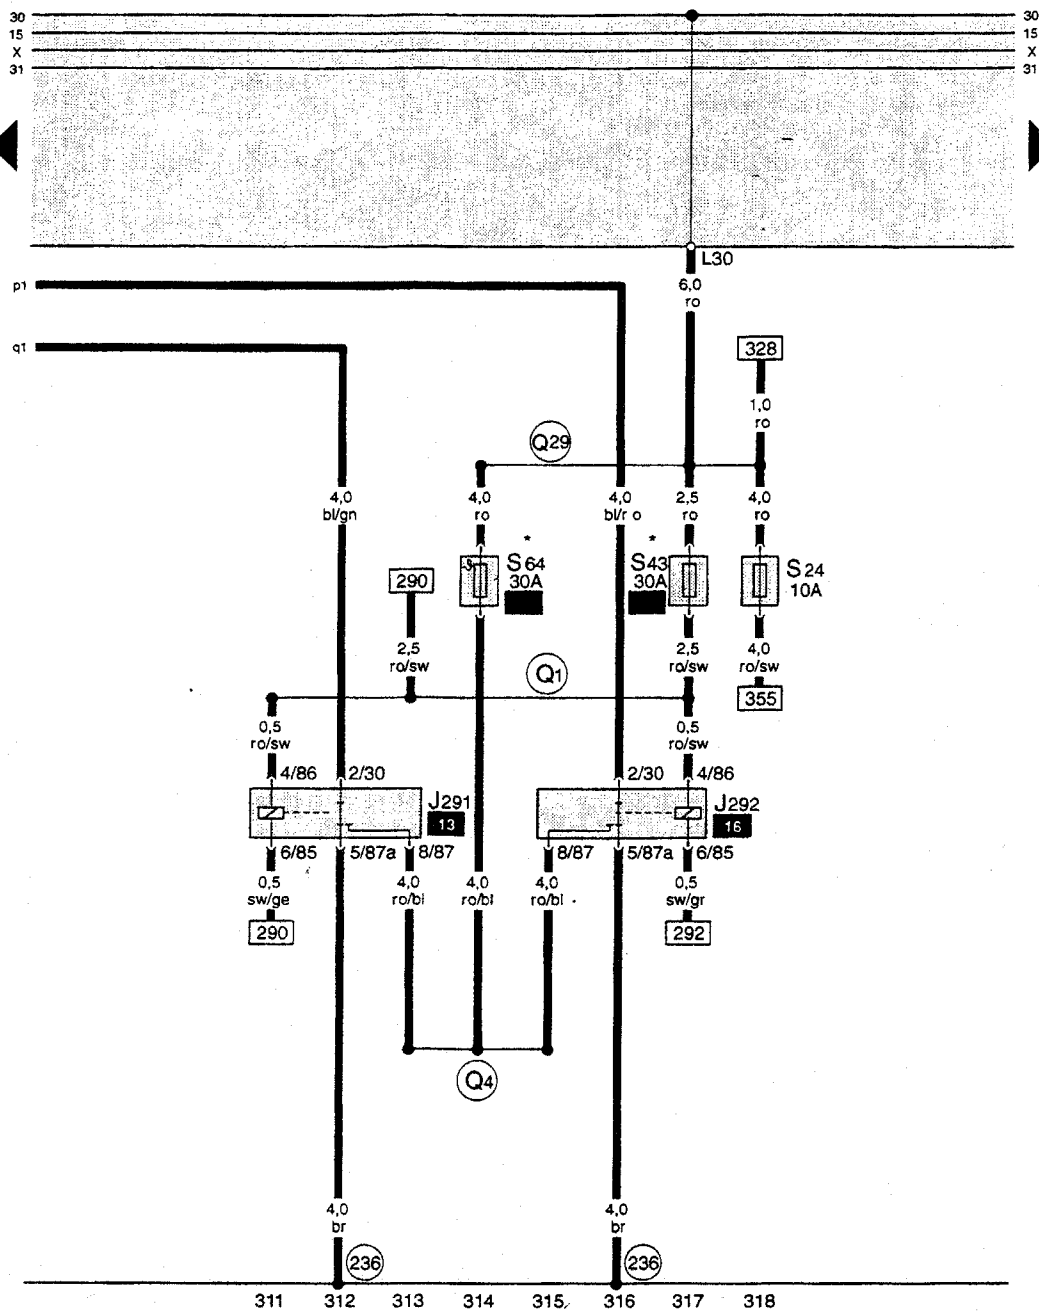 30 30
15 15
X X
31 31
L30
p1
6,0
ro
q1
328
1,0
ro
Q29
4,0 4,0 4,0 2,5 4,0
bl/gn ro bl/r o ro ro
* *
S64 S43 S24
290 30A 30A 10A
2,5 2,5 4,0
ro/sw ro/sw ro/sw
Q1
355
0,5 0,5
ro/sw ro/sw
4/86 2/30 2/30 4/86
J291 J292
13 16
6/85 5/87a 8/87 8/87 5/87a 6/85
0,5 4,0 4,0 4,0 0,5
sw/ge ro/bl ro/bl ro/bl sw/gr
290 292
Q4
4,0 4,0
br br
236 236
311 312 313 314 315 316 317 318